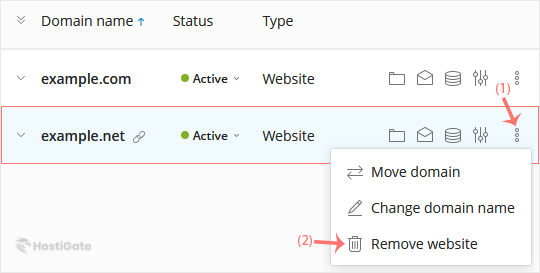 Domain name ↑ Status Type
example.com Active Website
(1)
example.net Active Website
Move domain
Change domain name
(2) Remove website
HostiGate